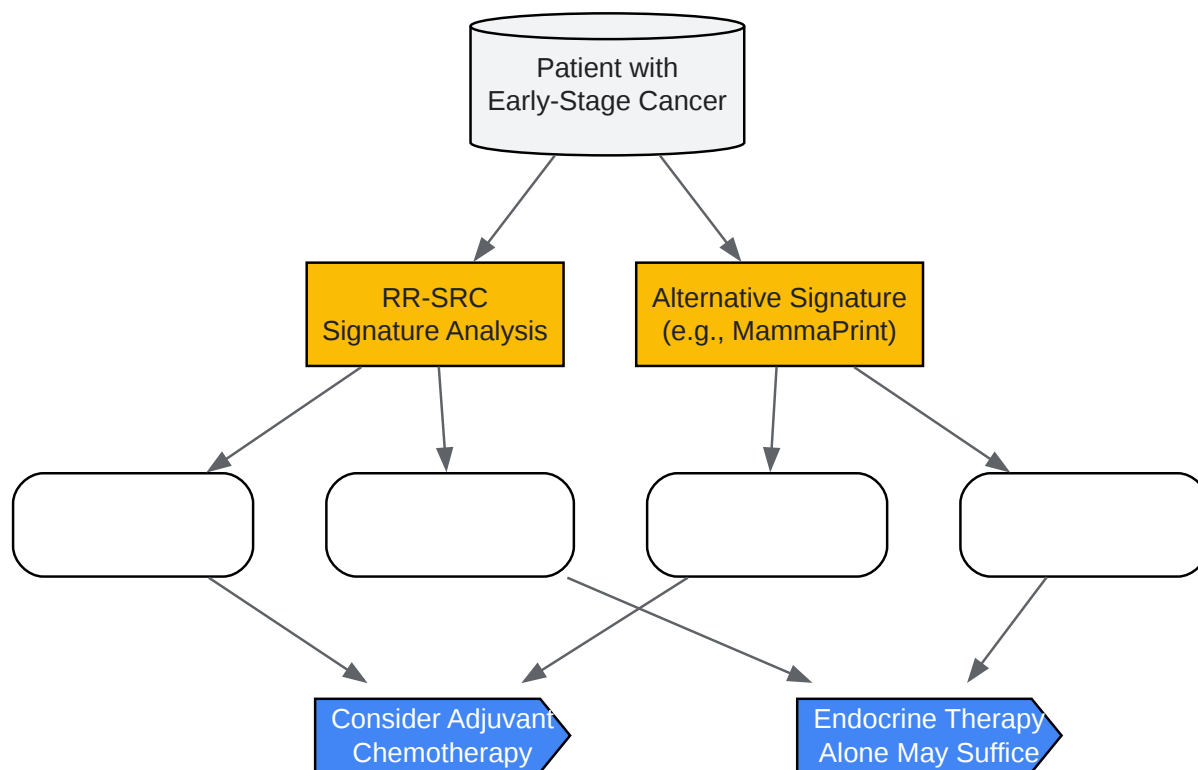 Patient with
Early-Stage Cancer
RR-SRC
Signature Analysis
Alternative Signature
(e.g., MammaPrint)
Consider Adjuvant
Chemotherapy
Endocrine Therapy
Alone May Suffice